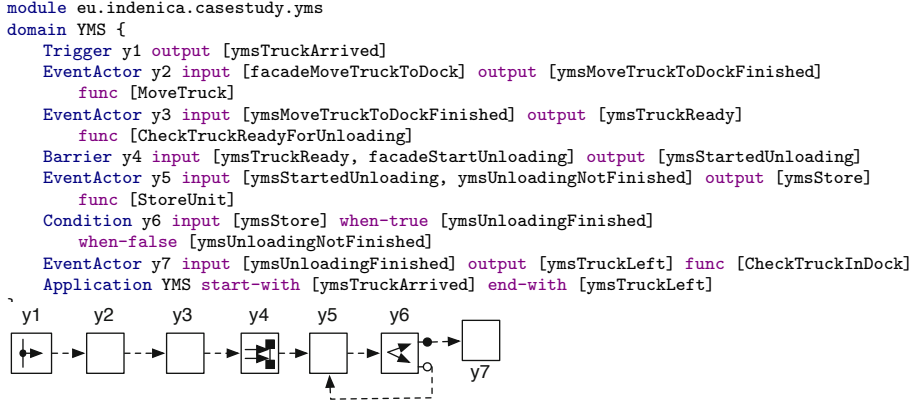 module eu.indenica.casestudy.yms
domain YMS {
Trigger y1 output [ymsTruckArrived]
EventActor y2 input [facadeMoveTruckToDock] output [ymsMoveTruckToDockFinished]
func [MoveTruck]
EventActor y3 input [ymsMoveTruckToDockFinished] output [ymsTruckReady]
func [CheckTruckReadyForUnloading]
Barrier y4 input [ymsTruckReady, facadeStartUnloading] output [ymsStartedUnloading]
EventActor y5 input [ymsStartedUnloading, ymsUnloadingNotFinished] output [ymsStore]
func [StoreUnit]
Condition y6 input [ymsStore] when-true [ymsUnloadingFinished]
when-false [ymsUnloadingNotFinished]
EventActor y7 input [ymsUnloadingFinished] output [ymsTruckLeft] func [CheckTruckInDock]
Application YMS start-with [ymsTruckArrived] end-with [ymsTruckLeft]
y1 y2 y3 y4 y5 y6
y7